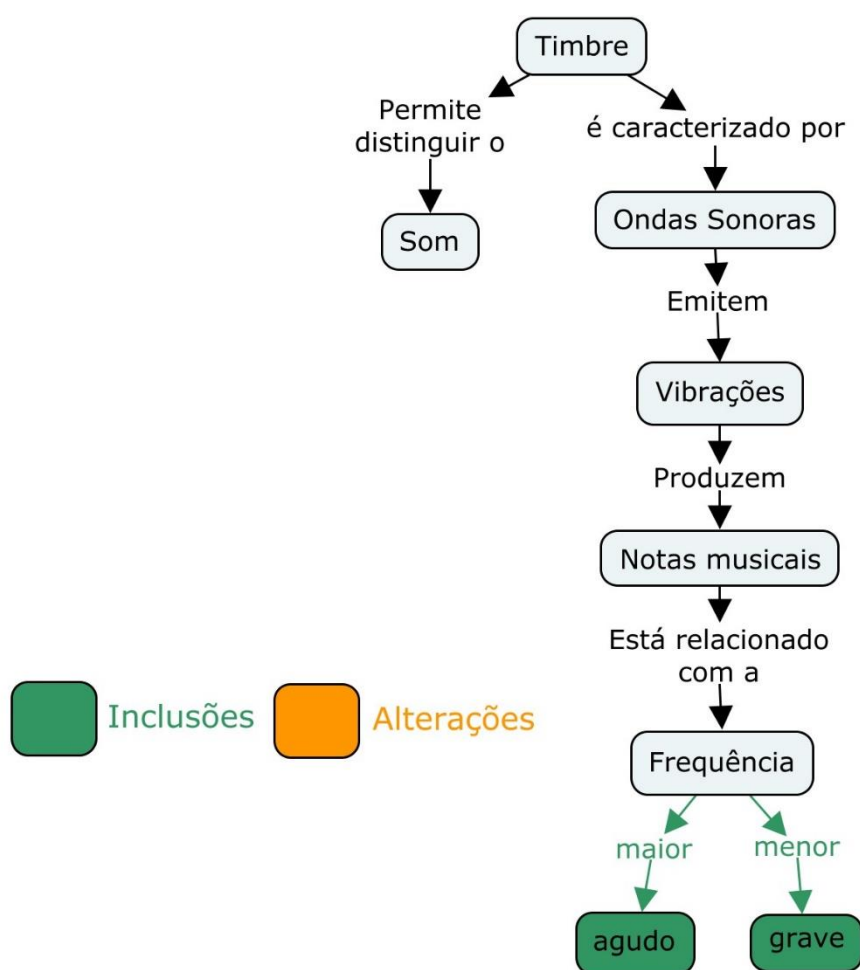 Timbre
Permite
distinguir o
é caracterizado por
Som
Ondas Sonoras
Emitem
Vibrações
Produzem
Notas musicais
Está relacionado
com a
Inclusões
Alterações
Frequência
maior
menor
agudo
grave